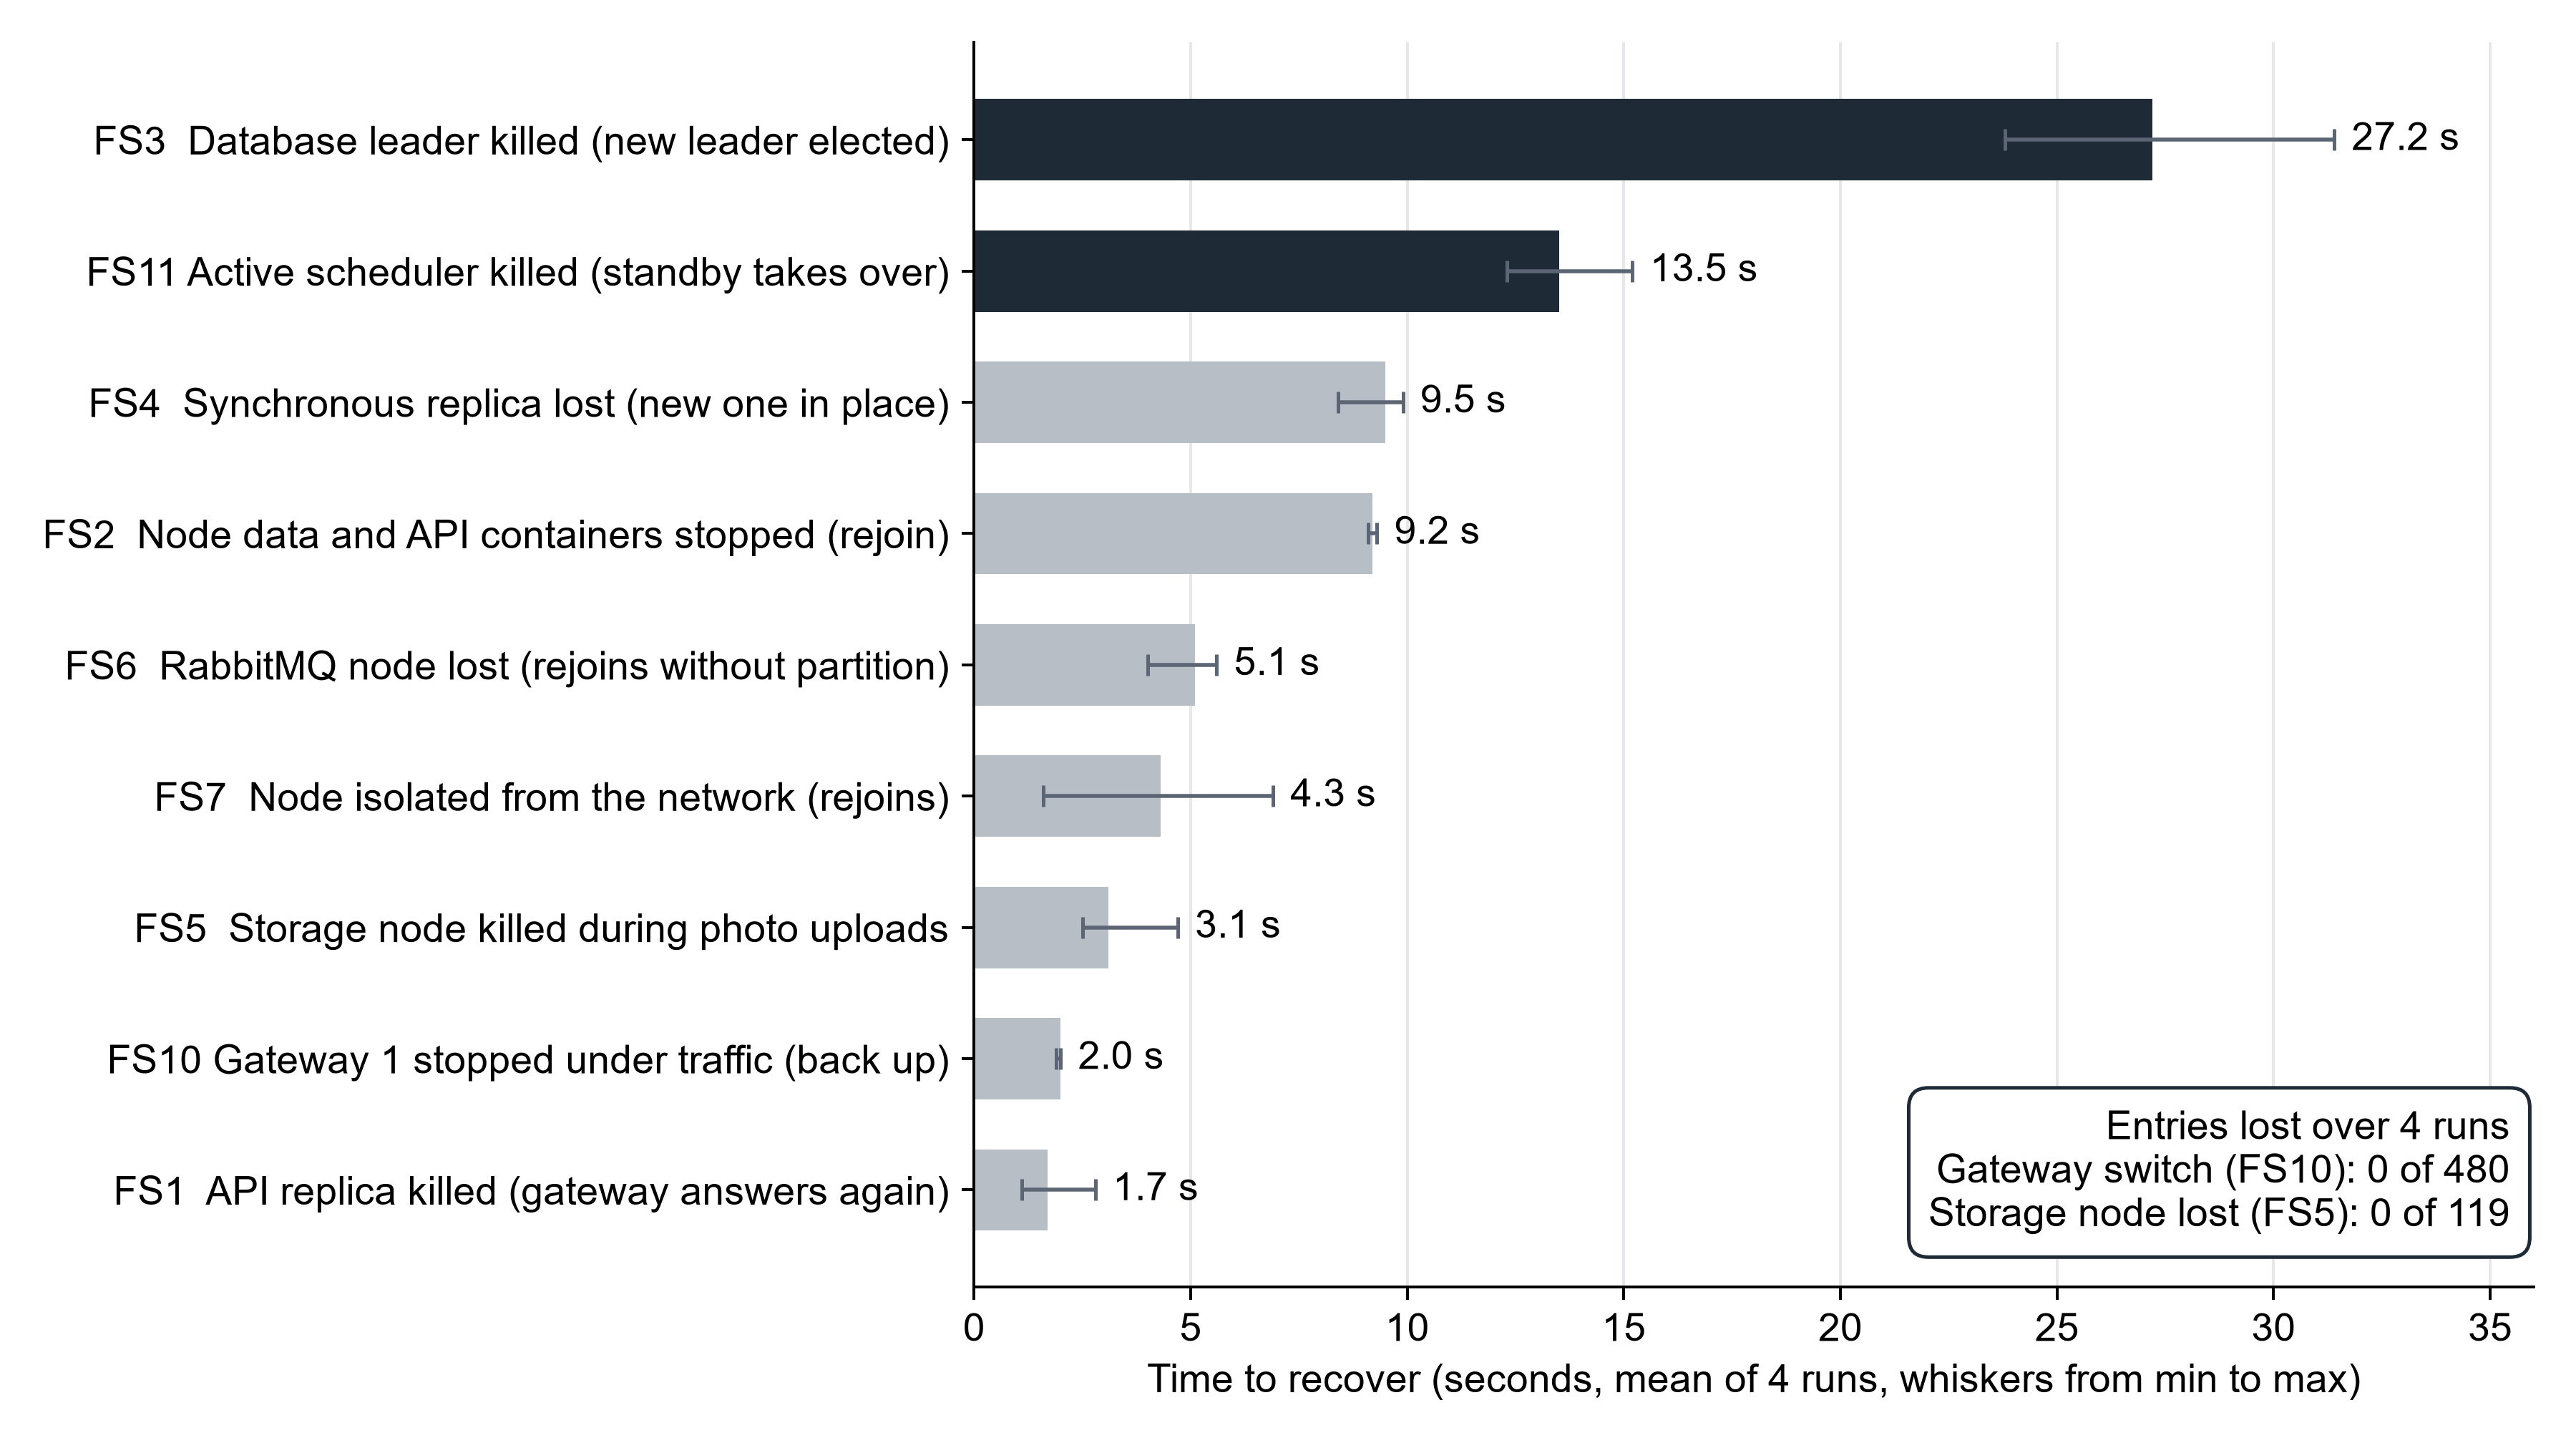 FS3  Database leader killed (new leader elected)
27.2 s
FS11 Active scheduler killed (standby takes over)
13.5 s
FS4  Synchronous replica lost (new one in place)
9.5 s
FS2  Node data and API containers stopped (rejoin)
9.2 s
FS6  RabbitMQ node lost (rejoins without partition)
5.1 s
FS7  Node isolated from the network (rejoins)
4.3 s
FS5  Storage node killed during photo uploads
3.1 s
FS10 Gateway 1 stopped under traffic (back up)
2.0 s
FS1  API replica killed (gateway answers again)
1.7 s
Entries lost over 4 runs
Gateway switch (FS10): 0 of 480
Storage node lost (FS5): 0 of 119
0 5 10 15 20 25 30 35
Time to recover (seconds, mean of 4 runs, whiskers from min to max)